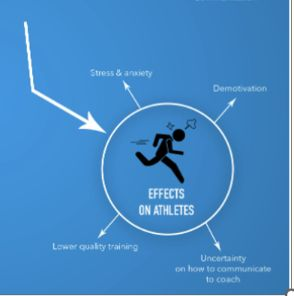 Stress & anxiety
Demotivation
EFFECTS
ON ATHLETES
Lower quality training
Uncertainty
on how to communicate
to coach